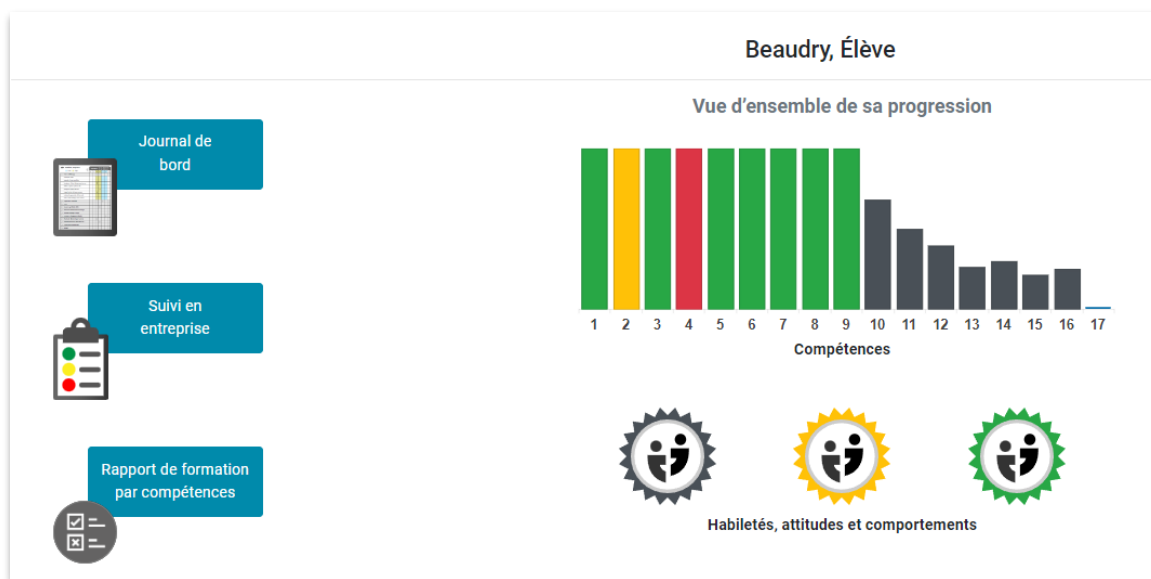 Beaudry, Élève
Journal de
bord
Suivi en
entreprise
Rapport de formation
par compétences
Vue d’ensemble de sa progression
1 2 3 4 5 6 7 8 9 10 11 12 13 14 15 16 17
Compétences
Habiletés, attitudes et comportements